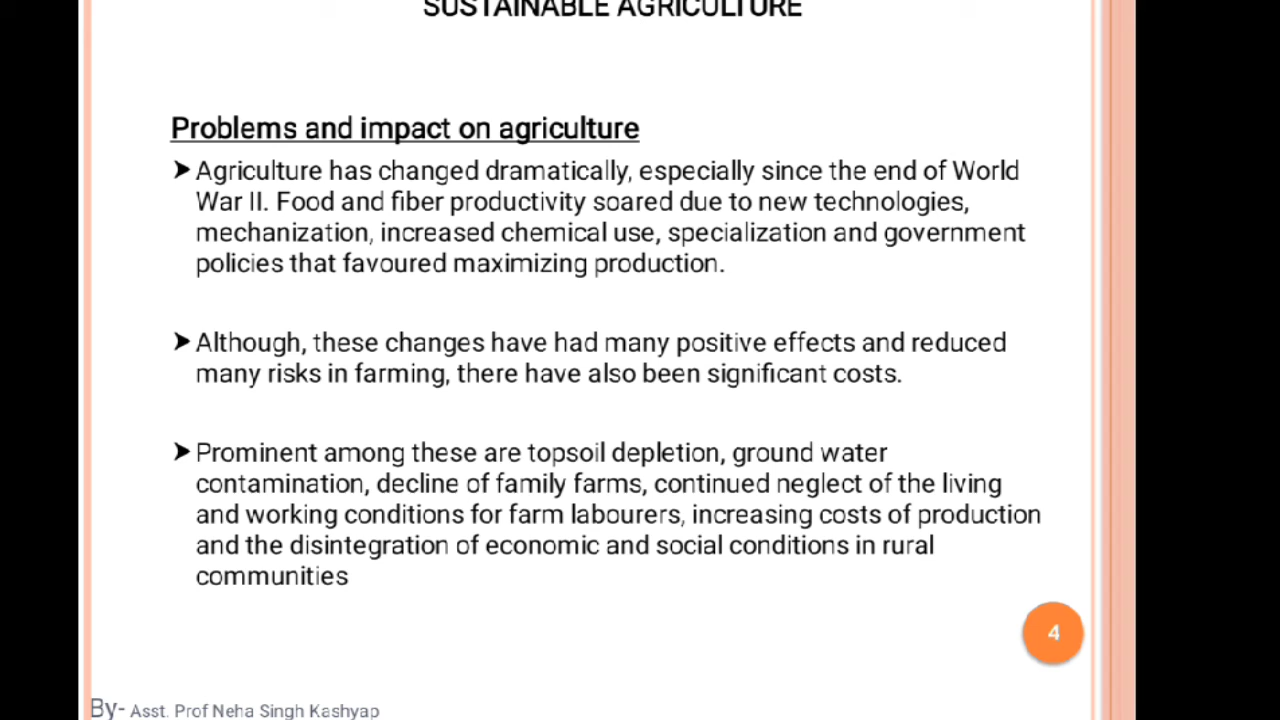 SUSTAINABLE AGRICULTURE
Problems and impact on agriculture
➤Agriculture has changed dramatically, especially since the end of World
War II. Food and fiber productivity soared due to new technologies,
mechanization, increased chemical use, specialization and government
policies that favoured maximizing production.
➤Although, these changes have had many positive effects and reduced
many risks in farming, there have also been significant costs.
➤Prominent among these are topsoil depletion, ground water
contamination, decline of family farms, continued neglect of the living
and working conditions for farm labourers, increasing costs of production
and the disintegration of economic and social conditions in rural
communities
4
By- Asst. Prof Neha Singh Kashyap